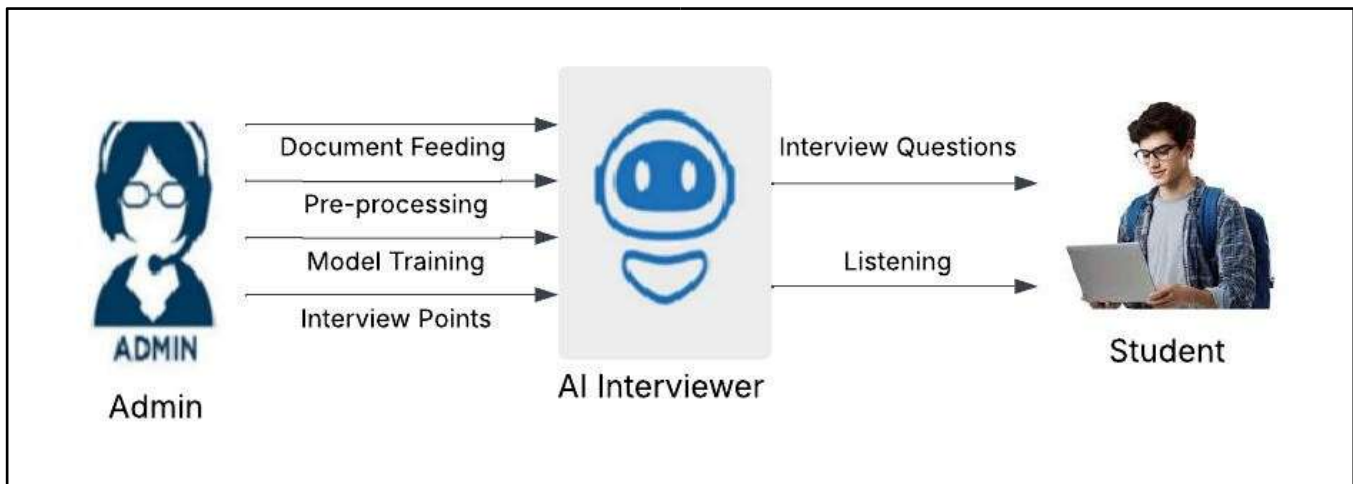 Document Feeding
Pre-processing
Model Training
Interview Points
ADMIN
Admin
AI Interviewer
Interview Questions
Listening
Student